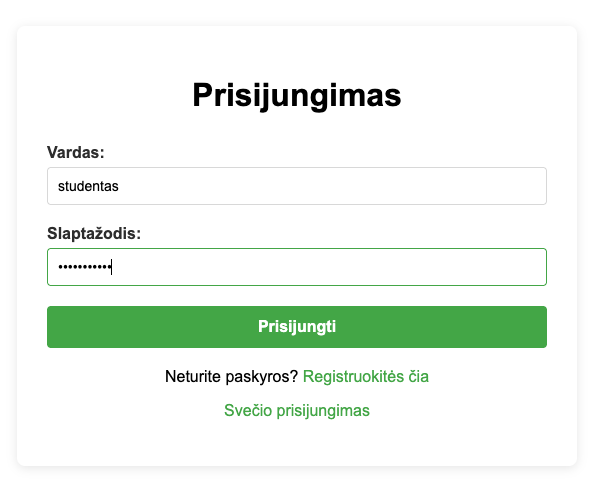 Prisijungimas
Vardas:
studentas
Slaptažodis:
•••••••••••
Prisijungti
Neturite paskyros? Registruokitės čia
Svečio prisijungimas